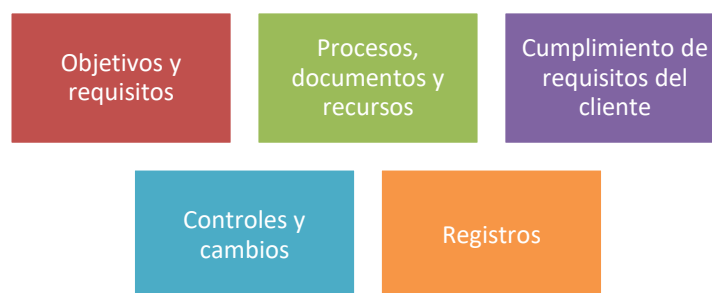 Objetivos y
requisitos
Procesos,
documentos y
recursos
Cumplimiento de
requisitos del
cliente
Controles y
cambios
Registros